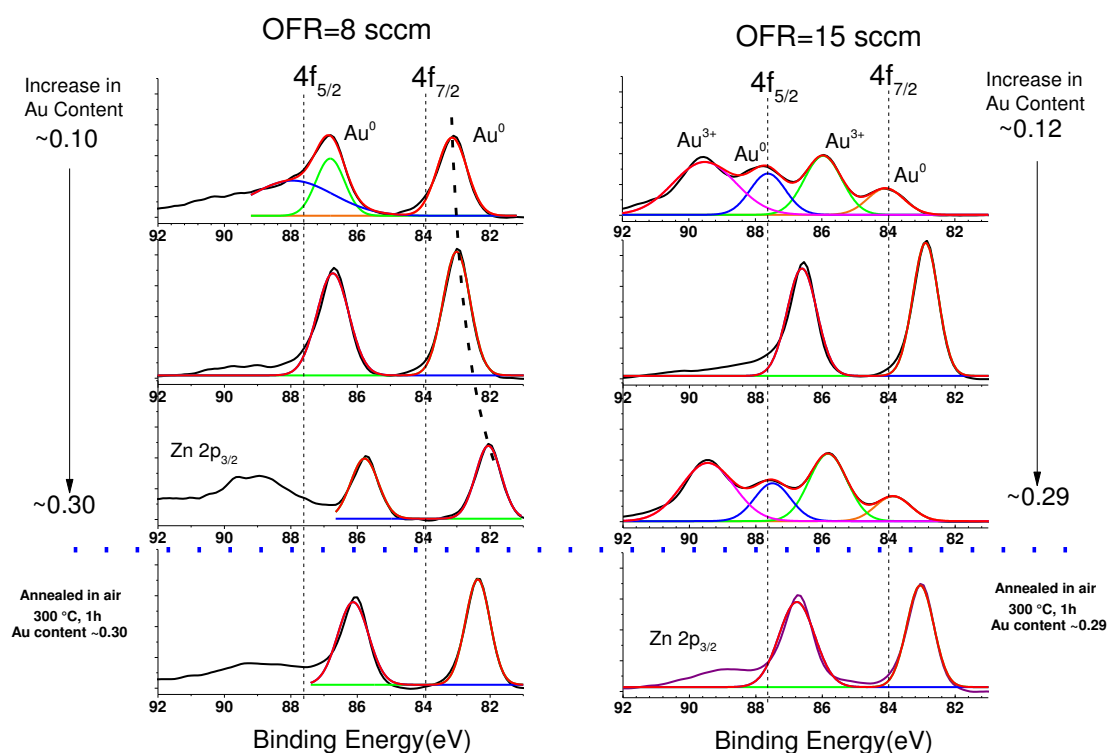 OFR=8 sccm
OFR=15 sccm
Increase in
Au Content
~0.10
4f5/2
4f7/2
Au0
Au0
92 90 88 86 84 82
92 90 88 86 84 82
Zn 2p3/2
~0.30
92 90 88 86 84 82
Annealed in air
300 °C, 1h
Au content ~0.30
92 90 88 86 84 82
Binding Energy(eV)
4f5/2
4f7/2
Increase in
Au Content
~0.12
Au3+
Au0
Au3+
Au0
92 90 88 86 84 82
92 90 88 86 84 82
~0.29
92 90 88 86 84 82
Annealed in air
300 °C, 1h
Au content ~0.29
Zn 2p3/2
92 90 88 86 84 82
Binding Energy(eV)